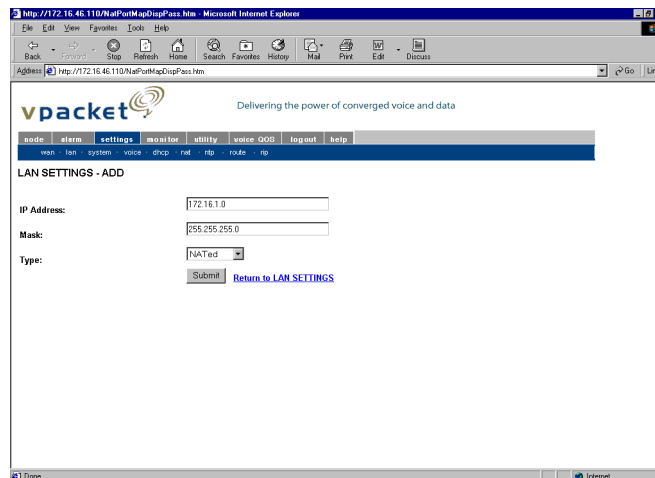 http://172.16.46.110/NatPortMapDispPass.htm - Microsoft Internet Explorer
File Edit View Favorites Tools Help
Back Forward Stop Refresh Home Search Favorites History Mail Print Edit Discuss
Address http://172.16.46.110/NatPortMapDispPass.htm Go Lin
vpacket Delivering the power of converged voice and data
node alarm settings monitor utility voice QOS logout help
wan - lan - system - voice - dhcp - nat - ntp - route - rip
LAN SETTINGS - ADD
IP Address: 172.16.1.0
Mask: 255.255.255.0
Type: NATed
Submit Return to LAN SETTINGS
Done Internet